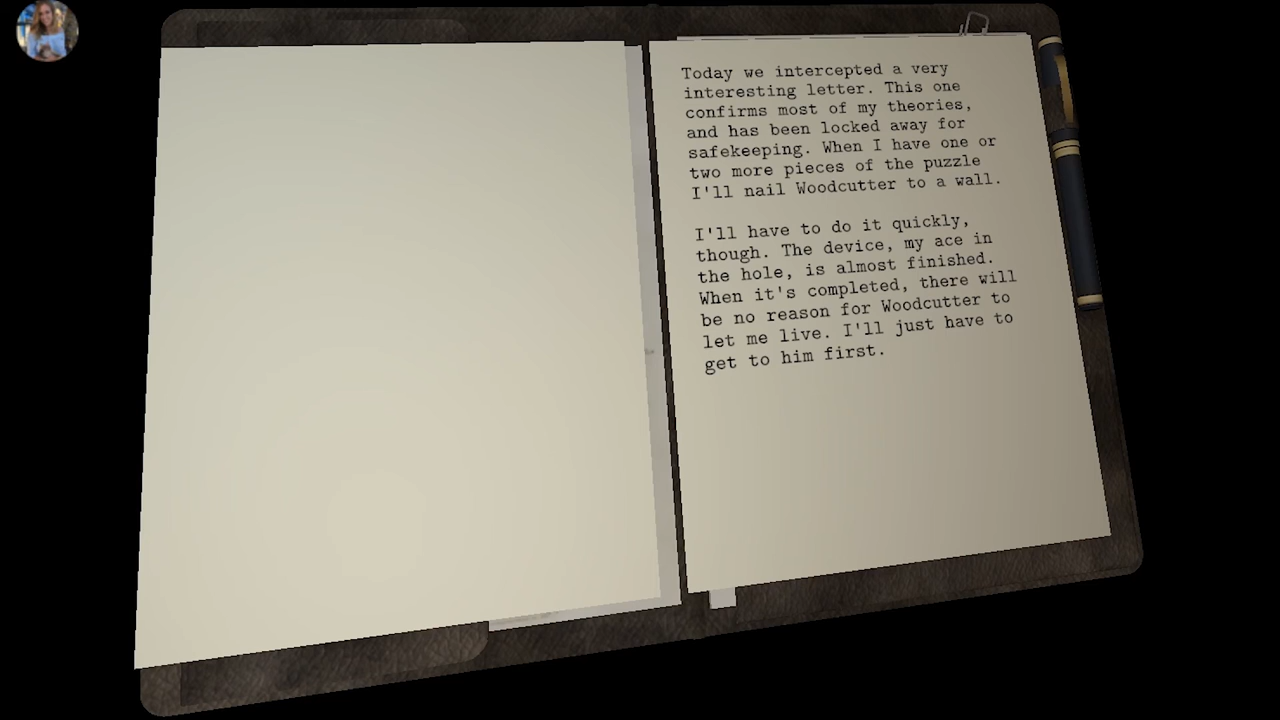 Today we intercepted a very
interesting letter. This one
confirms most of my theories,
and has been locked away for
safekeeping. When I have one or
two more pieces of the puzzle
I'll nail Woodcutter to a wall.
I'll have to do it quickly,
though. The device, my ace in
the hole, is almost finished.
When it's completed, there will
be no reason for Woodcutter to
let me live. I'll just have to
get to him first.